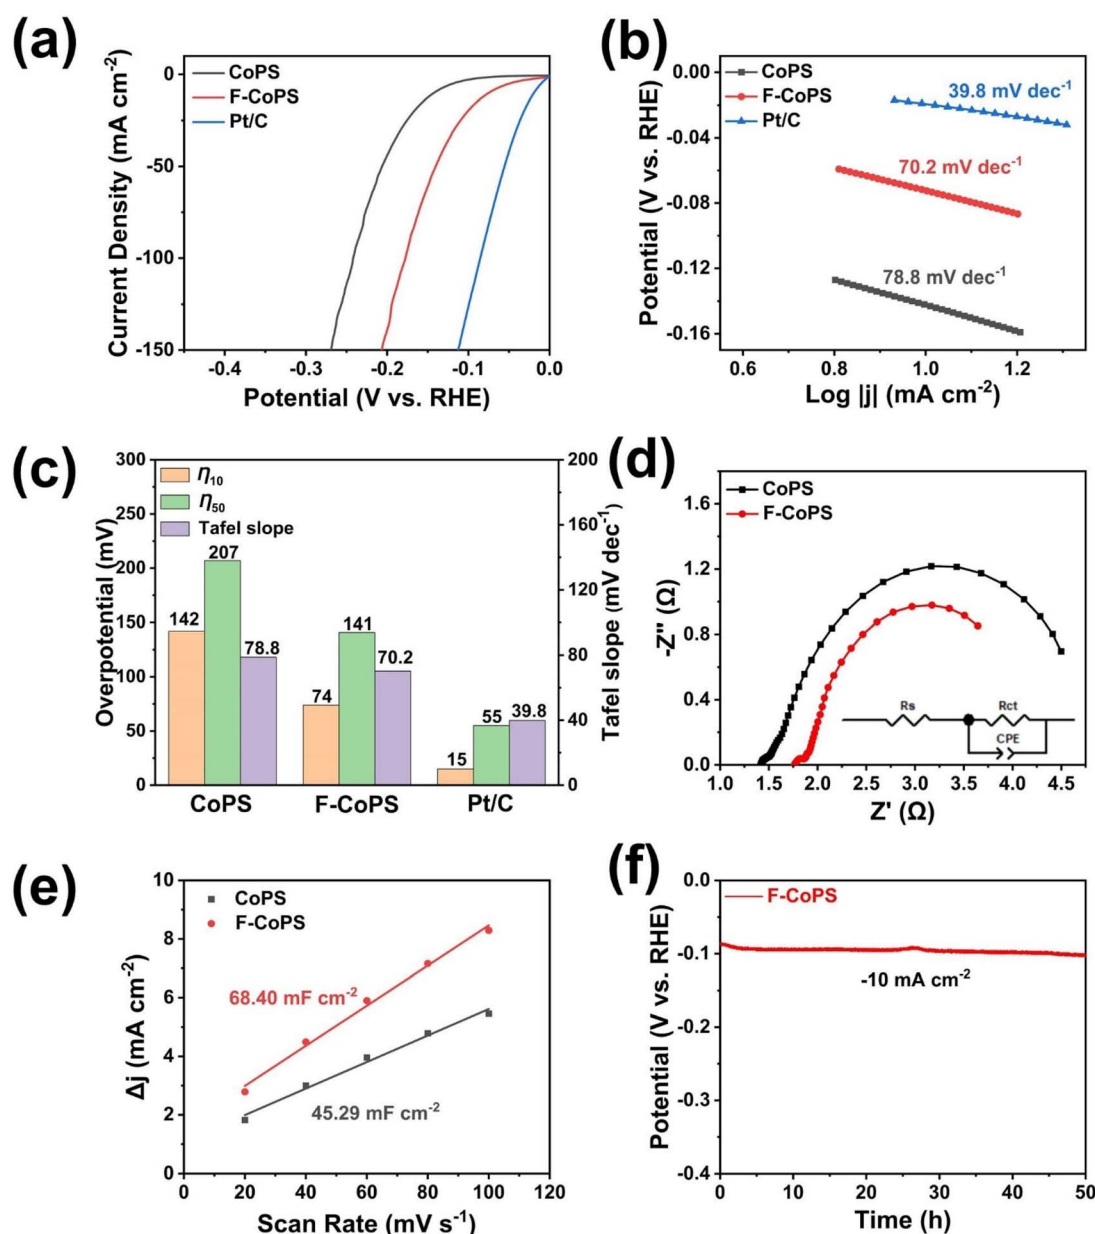 (a)
CoPS
F-CoPS
Pt/C
0
-50
-100
-150
-0.4
-0.3
-0.2
-0.1
0.0
Current Density (mA cm⁻²)
Potential (V vs. RHE)
(b)
CoPS
F-CoPS
Pt/C
39.8 mV dec⁻¹
70.2 mV dec⁻¹
78.8 mV dec⁻¹
0.00
-0.04
-0.08
-0.12
-0.16
0.6
0.8
1.0
1.2
Potential (V vs. RHE)
Log |j| (mA cm⁻²)
(c)
η₁₀
η₅₀
Tafel slope
300
250
200
150
100
50
0
200
160
120
80
40
0
142
207
78.8
74
141
70.2
15
55
39.8
CoPS
F-CoPS
Pt/C
Overpotential (mV)
Tafel slope (mV dec⁻¹)
(d)
CoPS
F-CoPS
-1.8
-1.2
-0.6
0.4
0.0
1.0
1.5
2.0
2.5
3.0
3.5
4.0
4.5
Rs
Rct
CPE
-Z" (Ω)
Z' (Ω)
(e)
CoPS
F-CoPS
68.40 mF cm⁻²
45.29 mF cm⁻²
10
8
6
4
2
0
0
20
40
60
80
100
120
Δj (mA cm⁻²)
Scan Rate (mV s⁻¹)
(f)
F-CoPS
-10 mA cm⁻²
0.0
-0.1
-0.1
-0.3
-0.4
0
10
20
30
40
50
Potential (V vs. RHE)
Time (h)